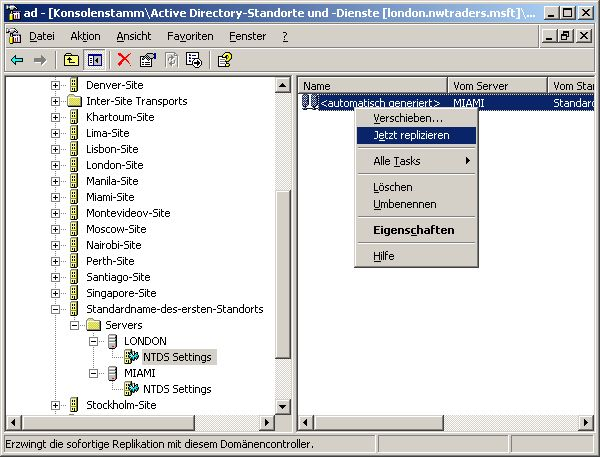 ad - [Konsolenstamm\Active Directory-Standorte und -Dienste [london.nwtraders.msft]\...
Datei Aktion Ansicht Favoriten Fenster ?
Denver-Site
Inter-Site Transports
Khartoum-Site
Lima-Site
Lisbon-Site
London-Site
Manila-Site
Miami-Site
Montevideov-Site
Moscow-Site
Nairobi-Site
Perth-Site
Santiago-Site
Singapore-Site
Standardname-des-ersten-Standorts
Servers
LONDON
NTDS Settings
MIAMI
NTDS Settings
Stockholm-Site
Name Vom Server Vom Stan
<automatisch generiert> MIAMI Standard
Verschieben...
Jetzt replizieren
Alle Tasks
Löschen
Umbenennen
Eigenschaften
Hilfe
Erzwingt die sofortige Replikation mit diesem Domänencontroller.